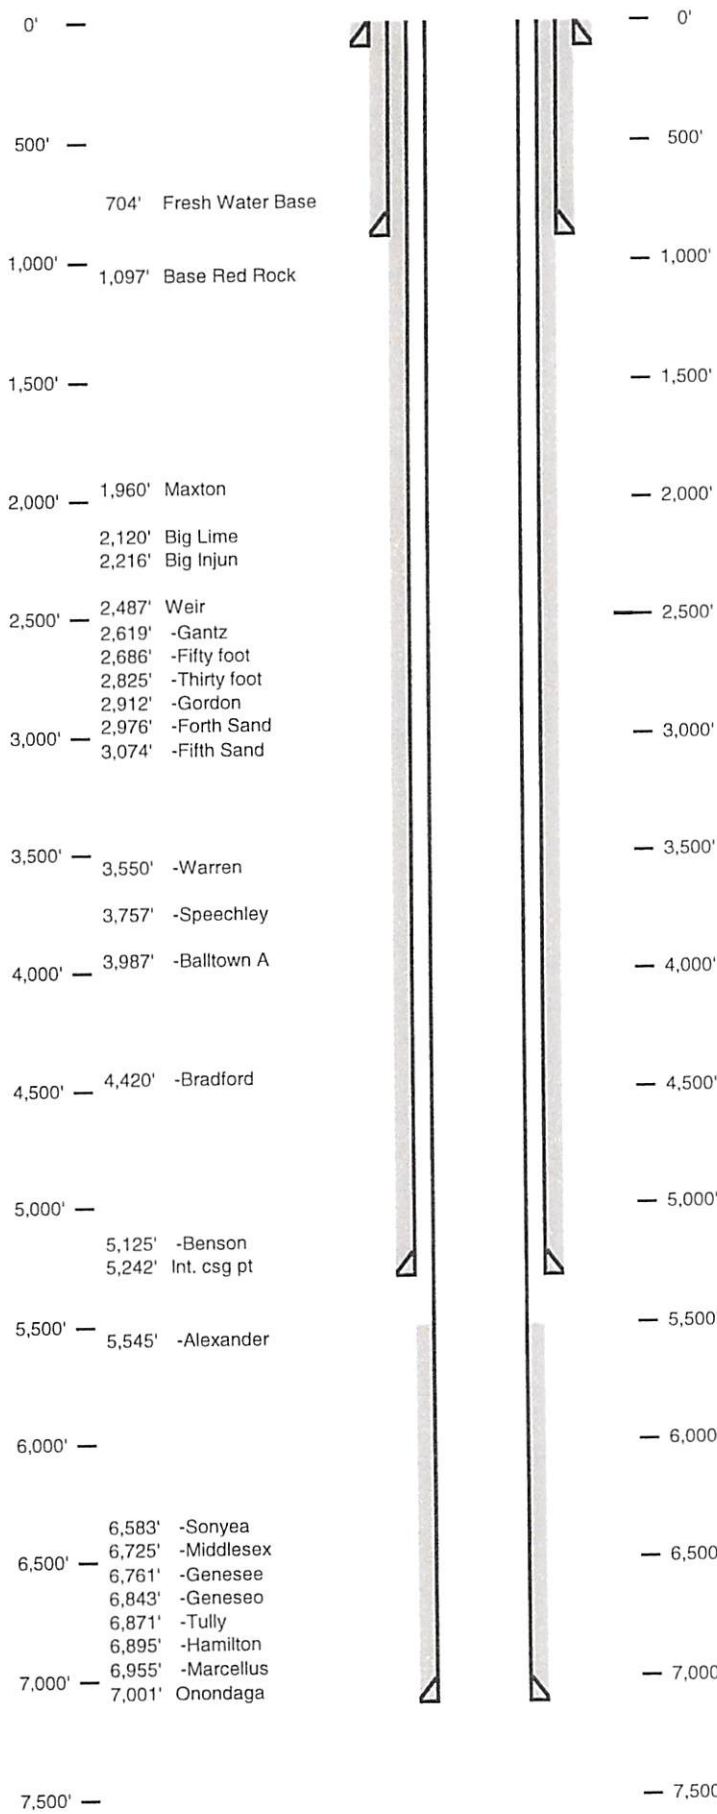 0' 0'
500' 500'
704' Fresh Water Base
1,000' 1,000'
1,097' Base Red Rock
1,500' 1,500'
1,960' Maxton
2,000' 2,000'
2,120' Big Lime
2,216' Big Injun
2,487' Weir
2,500' 2,500'
2,619' -Gantz
2,686' -Fifty foot
2,825' -Thirty foot
2,912' -Gordon
2,976' -Forth Sand
3,000' 3,000'
3,074' -Fifth Sand
3,500' 3,500'
3,550' -Warren
3,757' -Speechley
3,987' -Balltown A
4,000' 4,000'
4,420' -Bradford
4,500' 4,500'
5,000' 5,000'
5,125' -Benson
5,242' Int. csg pt
5,500' 5,500'
5,545' -Alexander
6,000' 6,000
6,583' -Sonyea
6,725' -Middlesex
6,500' 6,500
6,761' -Genesee
6,843' -Geneseo
6,871' -Tully
6,895' -Hamilton
6,955' -Marcellus
7,000' 7,000
7,001' Onondaga
7,500' 7,500